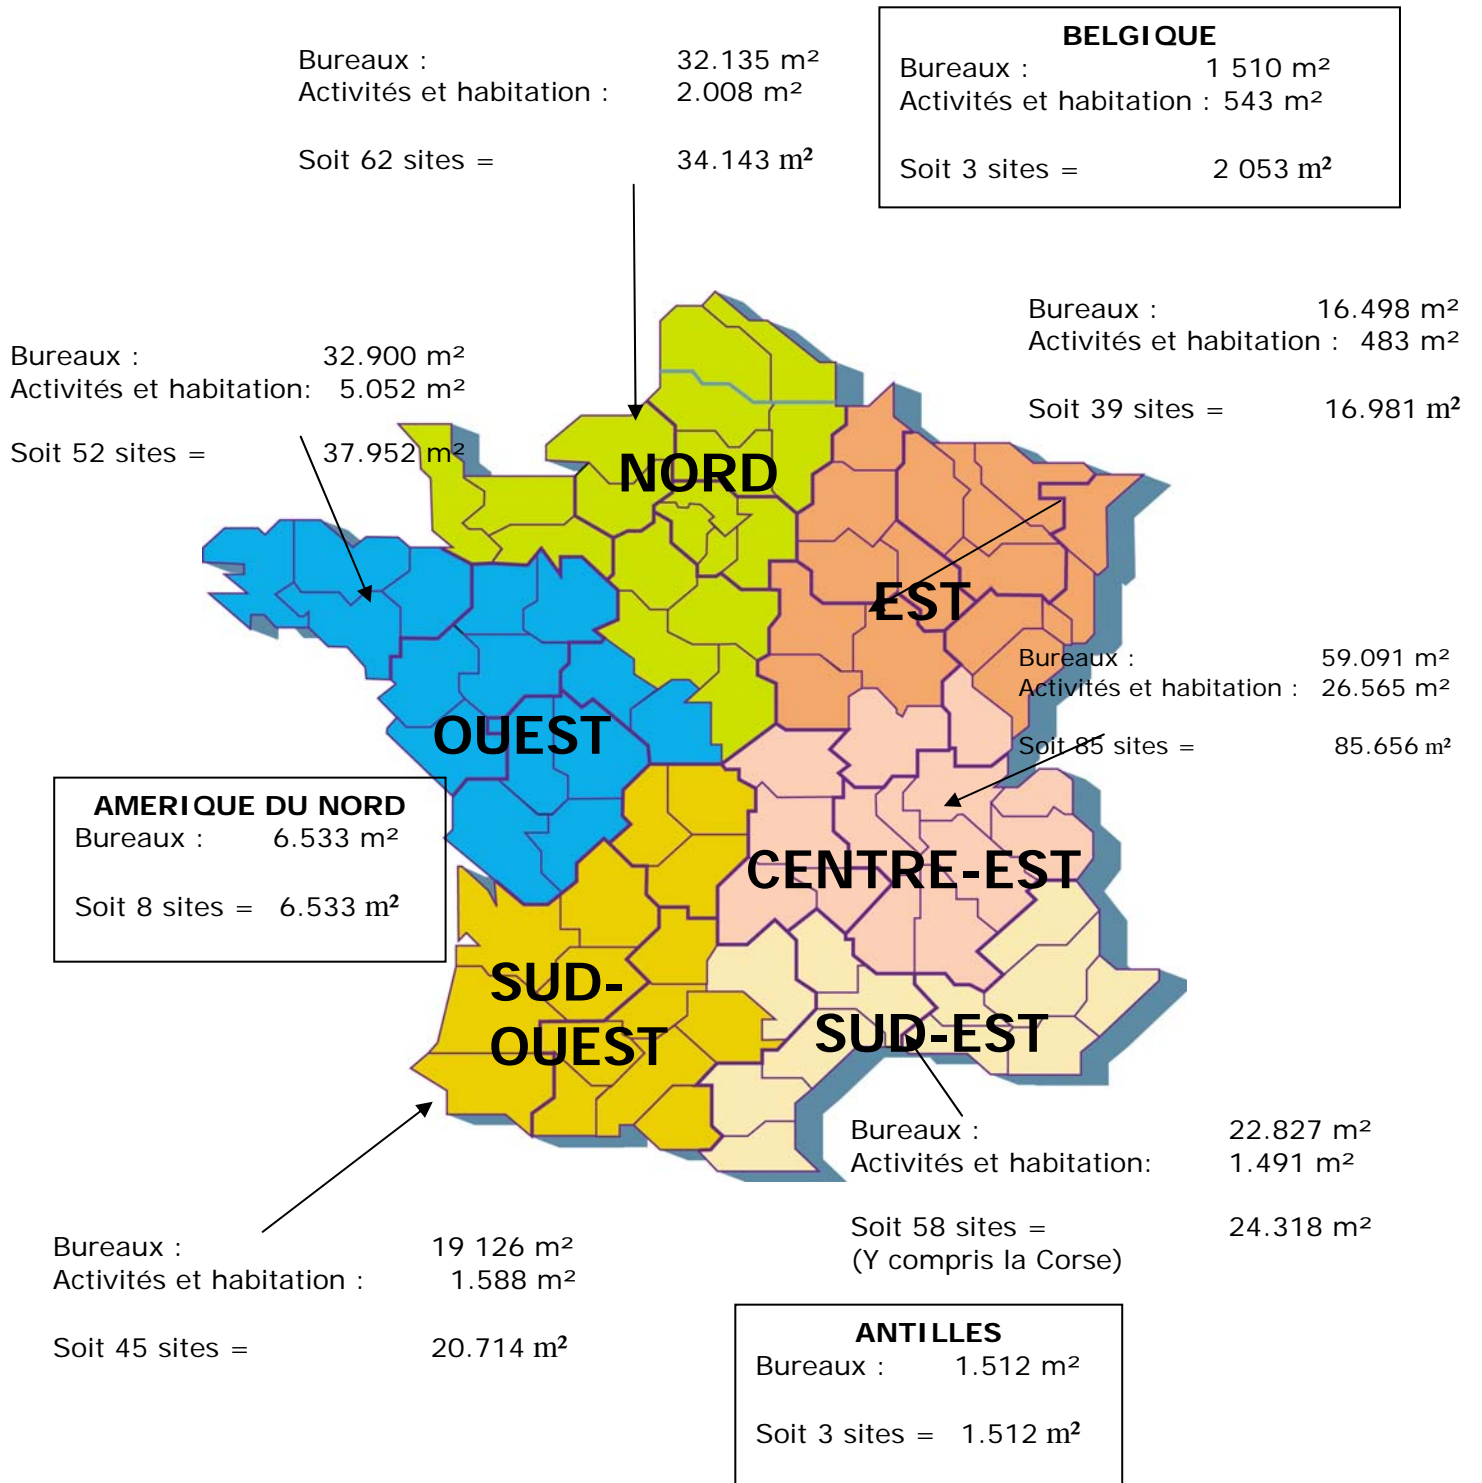 Bureaux : 32.135 m²
Activités et habitation : 2.008 m²
Soit 62 sites = 34.143 m²
BELGIQUE
Bureaux : 1 510 m²
Activités et habitation : 543 m²
Soit 3 sites = 2 053 m²
Bureaux : 16.498 m²
Activités et habitation : 483 m²
Soit 39 sites = 16.981 m²
Bureaux : 32.900 m²
Activités et habitation: 5.052 m²
Soit 52 sites = 37.952 m²
NORD
EST
Bureaux : 59.091 m²
Activités et habitation : 26.565 m²
Soit 85 sites = 85.656 m²
OUEST
AMERIQUE DU NORD
Bureaux : 6.533 m²
Soit 8 sites = 6.533 m²
CENTRE-EST
SUD-
OUEST
SUD-EST
Bureaux : 22.827 m²
Activités et habitation: 1.491 m²
Soit 58 sites = 24.318 m²
(Y compris la Corse)
Bureaux : 19 126 m²
Activités et habitation : 1.588 m²
Soit 45 sites = 20.714 m²
ANTILLES
Bureaux : 1.512 m²
Soit 3 sites = 1.512 m²